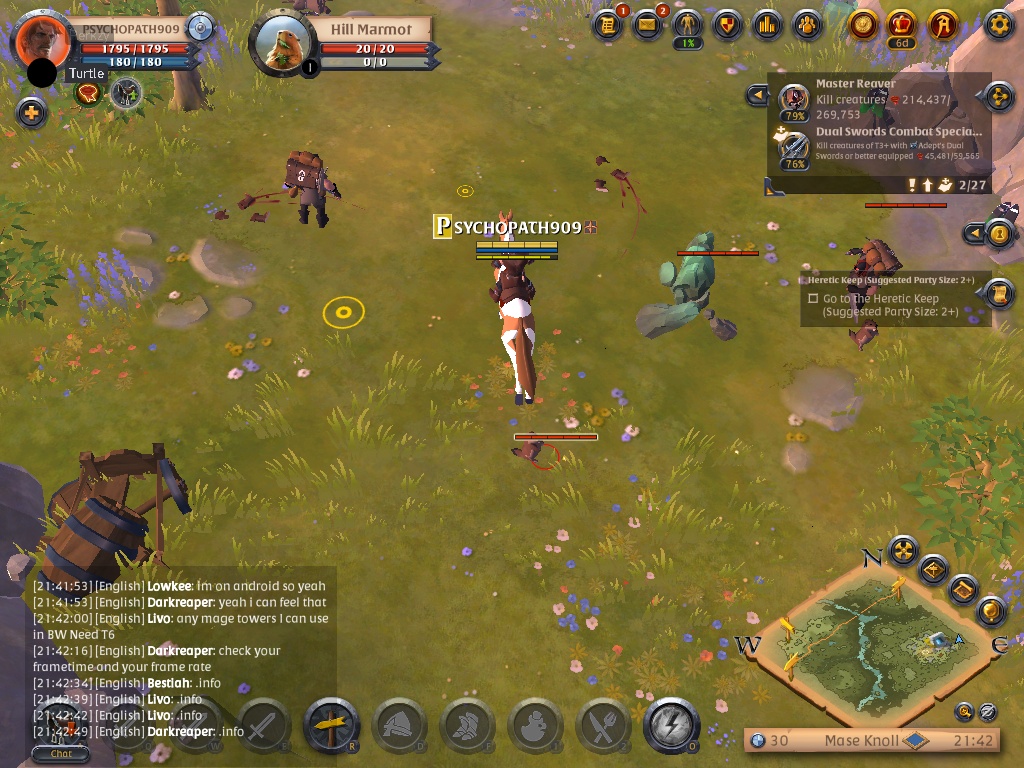 PSYCHOPATH909
1795/1795
180/180
Turtle
Hill Marmot
20/20
0/0
I
1
2
1%
6d
Master Reaver
Kill creatures 214,437/
269,753
79%
Dual Swords Combat Specia...
Kill creatures of T3+ with Adept's Dual
Swords or better equipped 45,481/59,565
76%
2/27
PSYCHOPATH909
Heretic Keep (Suggested Party Size: 2+)
Go to the Heretic Keep
(Suggested Party Size: 2+)
[21:41:53] [English] Lowkee: im on android so yeah
[21:41:53] [English] Darkreaper: yeah i can feel that
[21:42:00] [English] Livo: any mage towers I can use
in BW Need T6
[21:42:16] [English] Darkreaper: check your
frametime and your frame rate
[21:42:34] [English] Bestiah: .info
[21:42:39] [English] Livo: .info
[21:42:42] [English] Livo: .info
[21:42:49] [English] Darkreaper: .info
Chat
Q
W
E
R
D
F
1
2
O
N
W
E
30
Mase Knoll
21:42